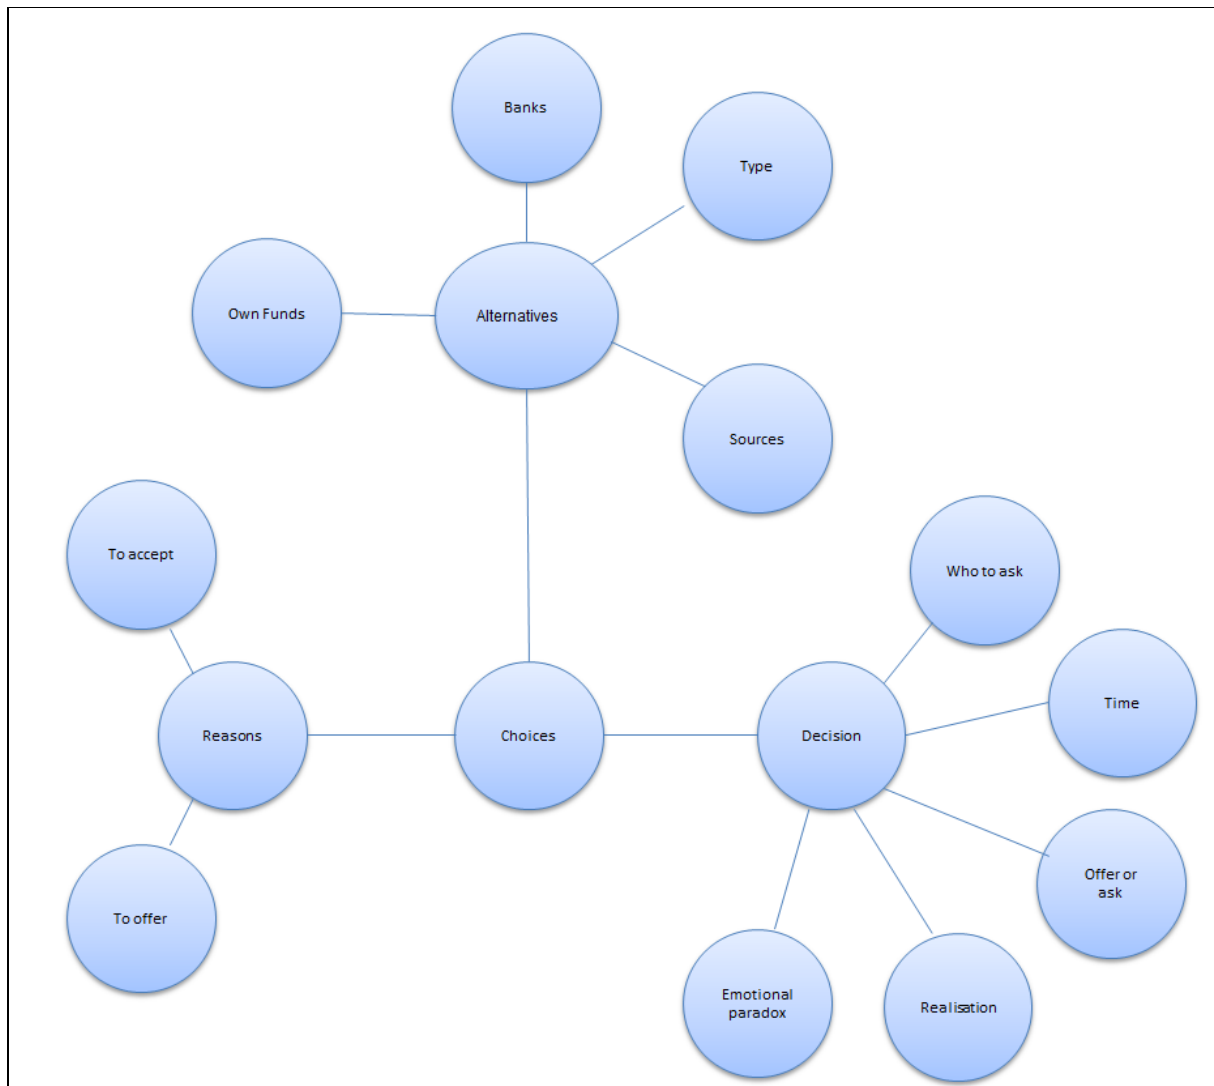 Banks
Type
Own Funds
Alternatives
Sources
To accept
Who to ask
Time
Reasons
Choices
Decision
Offer or
ask
To offer
Emotional
paradox
Realisation